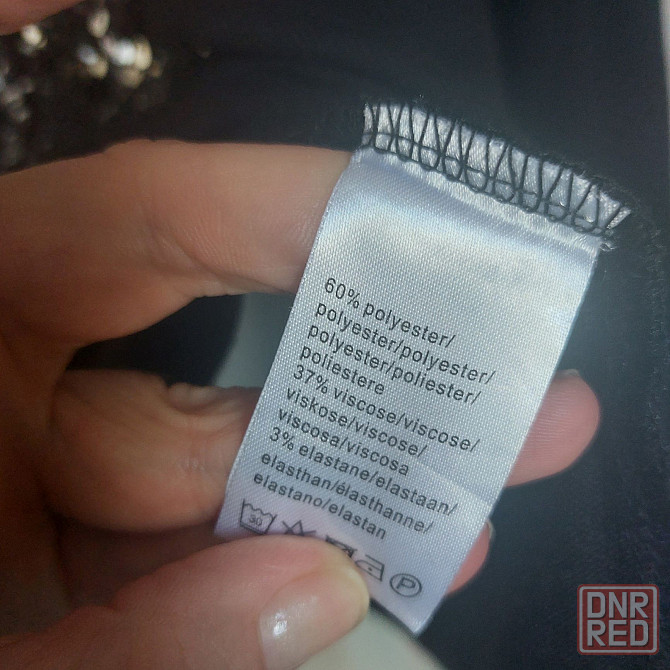 60% polyester/
polyester/polyester/
polyester/poliester/
poliestere
37% viscose/viscose/
viskose/viscose/
viscosa/viscosa
3% elastane/elastaan/
elasthan/élasthanne/
elastano/elastan
30
P
DNR
RED